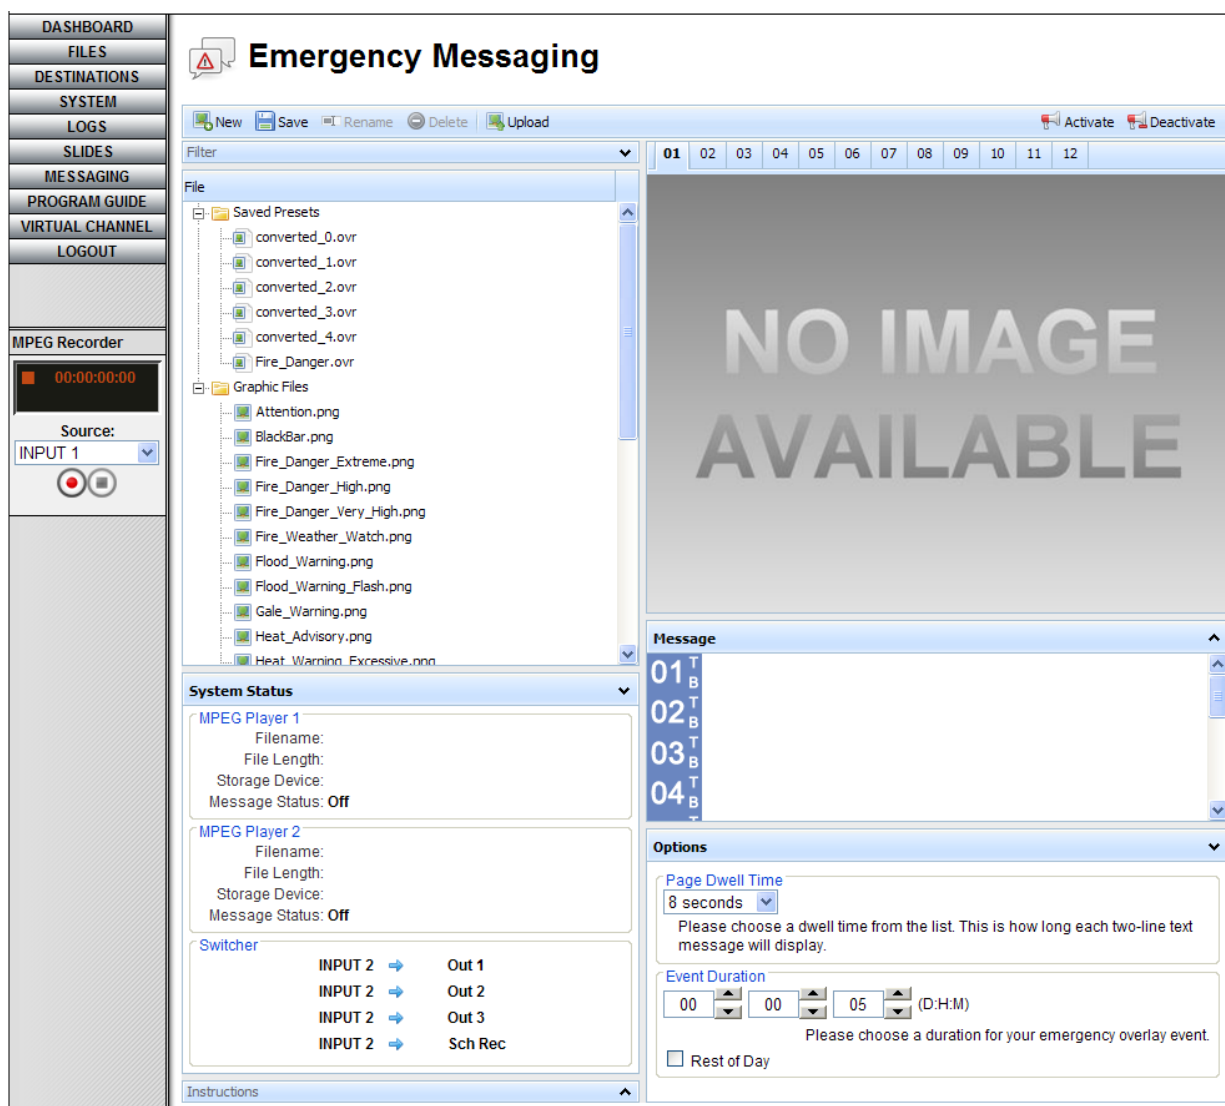 DASHBOARD
FILES
DESTINATIONS
SYSTEM
LOGS
SLIDES
MESSAGING
PROGRAM GUIDE
VIRTUAL CHANNEL
LOGOUT
MPEG Recorder
00:00:00:00
Source:
INPUT 1
Emergency Messaging
New Save Rename Delete Upload Activate Deactivate
Filter
File
Saved Presets
converted_0.ovr
converted_1.ovr
converted_2.ovr
converted_3.ovr
converted_4.ovr
Fire_Danger.ovr
Graphic Files
Attention.png
BlackBar.png
Fire_Danger_Extreme.png
Fire_Danger_High.png
Fire_Danger_Very_High.png
Fire_Weather_Watch.png
Flood_Warning.png
Flood_Warning_Flash.png
Gale_Warning.png
Heat_Advisory.png
Heat_Warning_Excessive.png
System Status
MPEG Player 1
Filename:
File Length:
Storage Device:
Message Status: Off
MPEG Player 2
Filename:
File Length:
Storage Device:
Message Status: Off
Switcher
INPUT 2 Out 1
INPUT 2 Out 2
INPUT 2 Out 3
INPUT 2 Sch Rec
Instructions
01 02 03 04 05 06 07 08 09 10 11 12
NO IMAGE
AVAILABLE
Message
01 T B
02 T B
03 T B
04 T B
T
Options
Page Dwell Time
8 seconds
Please choose a dwell time from the list. This is how long each two-line text
message will display.
Event Duration
00 00 05 (D:H:M)
Please choose a duration for your emergency overlay event.
Rest of Day